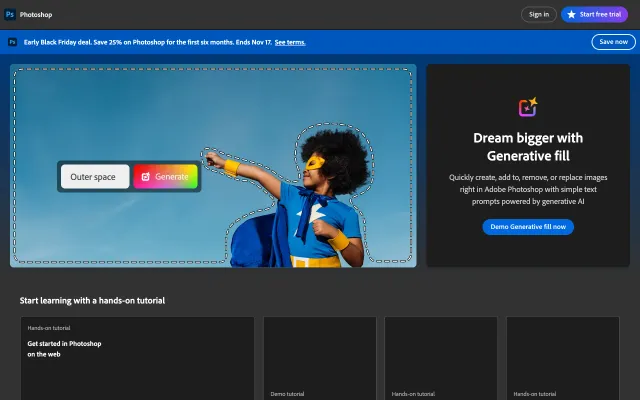 Ps Photoshop
Sign in
Start free trial
Ps Early Black Friday deal. Save 25% on Photoshop for the first six months. Ends Nov 17. See terms.
Save now
Outer space
Generate
Dream bigger with
Generative fill
Quickly create, add to, remove, or replace images
right in Adobe Photoshop with simple text
prompts powered by generative AI
Demo Generative fill now
Start learning with a hands-on tutorial
Hands-on tutorial
Get started in Photoshop
on the web
Demo tutorial
Hands-on tutorial
Hands-on tutorial